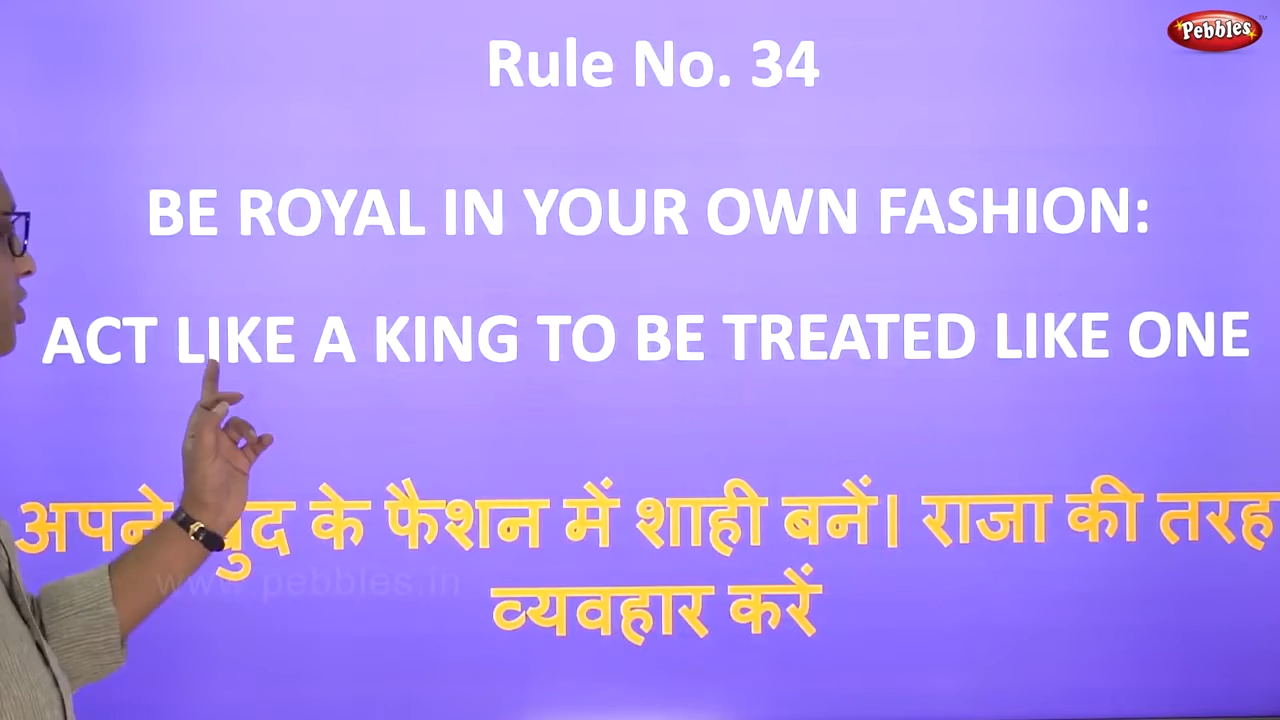 Pebbles™
Rule No. 34
BE ROYAL IN YOUR OWN FASHION:
ACT LIKE A KING TO BE TREATED LIKE ONE
अपने के फैशन में शाही बनें। राजा की तरह
www.pebbles.in
व्यवहार करें